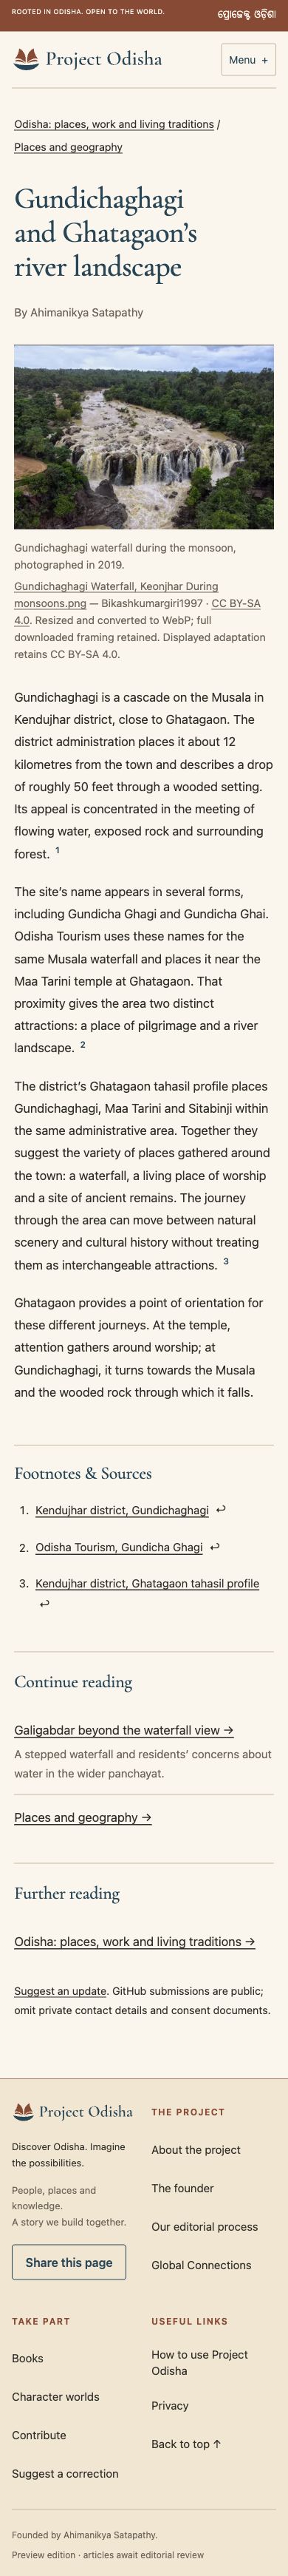 ROOTED IN ODISHA. OPEN TO THE WORLD.
ପ୍ରୋଜେକ୍ଟ ଓଡ଼ିଶା
Project Odisha
Menu +
Odisha: places, work and living traditions /
Places and geography
Gundichaghagi
and Ghatagaon’s
river landscape
By Ahimanikya Satapathy
Gundichaghagi waterfall during the monsoon,
photographed in 2019.
Gundichaghagi Waterfall, Keonjhar During
monsoons.png — Bikashkumargiri1997 · CC BY-SA
4.0. Resized and converted to WebP; full
downloaded framing retained. Displayed adaptation
retains CC BY-SA 4.0.
Gundichaghagi is a cascade on the Musala in
Kendujhar district, close to Ghatagaon. The
district administration places it about 12
kilometres from the town and describes a drop
of roughly 50 feet through a wooded setting.
Its appeal is concentrated in the meeting of
flowing water, exposed rock and surrounding
forest. 1
The site’s name appears in several forms,
including Gundicha Ghagi and Gundicha Ghai.
Odisha Tourism uses these names for the
same Musala waterfall and places it near the
Maa Tarini temple at Ghatagaon. That
proximity gives the area two distinct
attractions: a place of pilgrimage and a river
landscape. 2
The district’s Ghatagaon tahasil profile places
Gundichaghagi, Maa Tarini and Sitabinji within
the same administrative area. Together they
suggest the variety of places gathered around
the town: a waterfall, a living place of worship
and a site of ancient remains. The journey
through the area can move between natural
scenery and cultural history without treating
them as interchangeable attractions. 3
Ghatagaon provides a point of orientation for
these different journeys. At the temple,
attention gathers around worship; at
Gundichaghagi, it turns towards the Musala
and the wooded rock through which it falls.
Footnotes & Sources
1. Kendujhar district, Gundichaghagi ↩
2. Odisha Tourism, Gundicha Ghagi ↩
3. Kendujhar district, Ghatagaon tahasil profile
↩
Continue reading
Galigabdar beyond the waterfall view →
A stepped waterfall and residents’ concerns about
water in the wider panchayat.
Places and geography →
Further reading
Odisha: places, work and living traditions →
Suggest an update. GitHub submissions are public;
omit private contact details and consent documents.
Project Odisha
Discover Odisha. Imagine
the possibilities.
People, places and
knowledge.
A story we build together.
Share this page
THE PROJECT
About the project
The founder
Our editorial process
Global Connections
TAKE PART
Books
Character worlds
Contribute
Suggest a correction
USEFUL LINKS
How to use Project
Odisha
Privacy
Back to top ↑
Founded by Ahimanikya Satapathy.
Preview edition · articles await editorial review